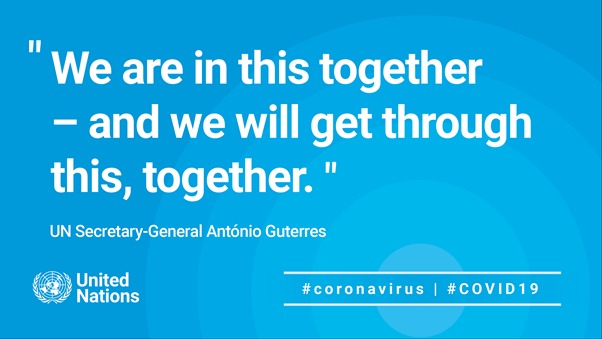 " We are in this together
– and we will get through
this, together. "
UN Secretary-General António Guterres
United
Nations
#coronavirus | #COVID19